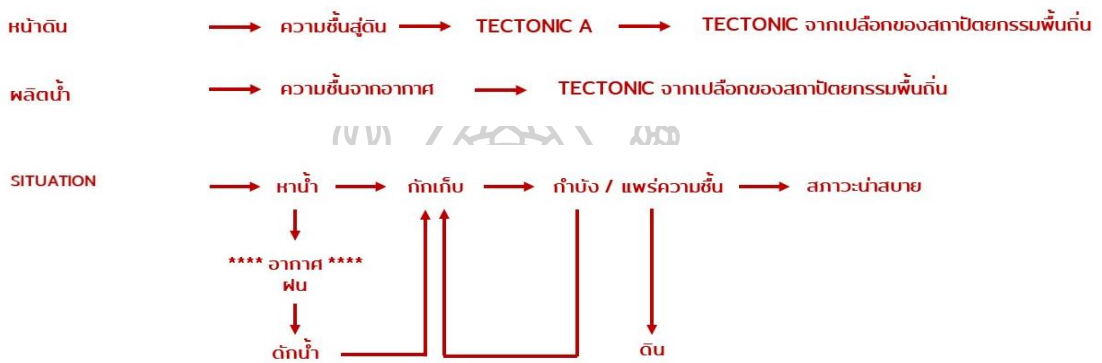 หน้าดิน ความชื้นสู่ดิน TECTONIC A TECTONIC จากเปลือกของสถาปัตยกรรมพื้นถิ่น
ผลิตน้ำ ความชื้นจากอากาศ TECTONIC จากเปลือกของสถาปัตยกรรมพื้นถิ่น
SITUATION หาน้ำ กักเก็บ กำบัง / แพร่ความชื้น สภาวะน่าสบาย
**** อากาศ ****
ฝน
ดักน้ำ ดิน